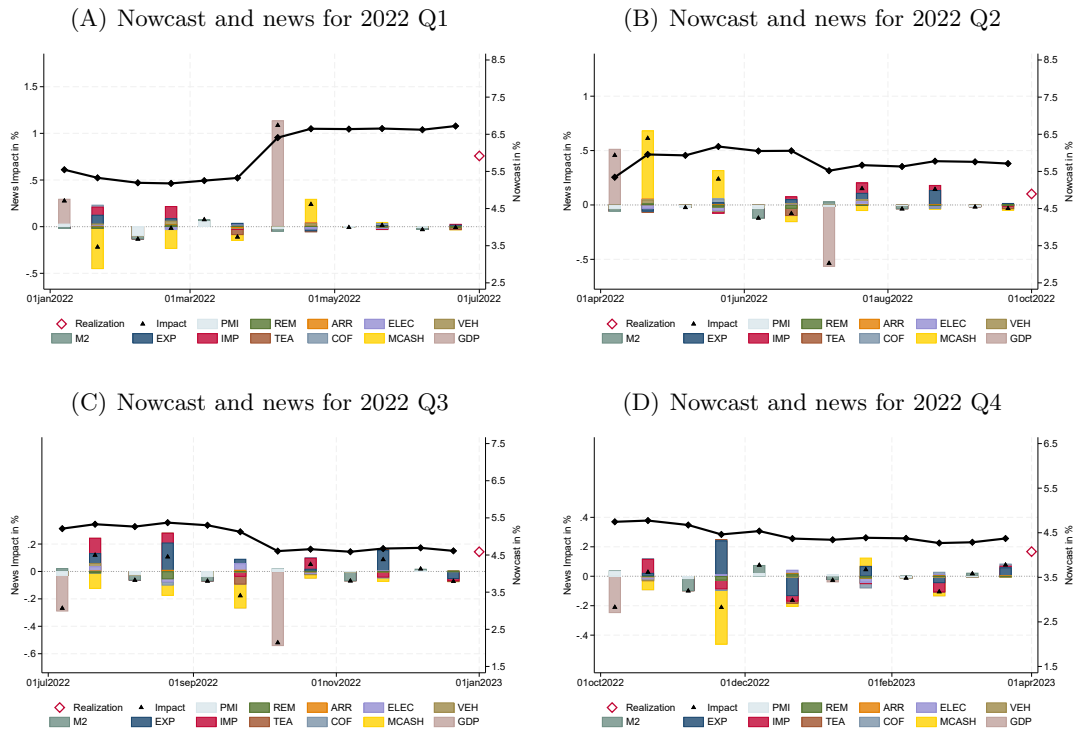 (A) Nowcast and news for 2022 Q1
News Impact in %
1.5
1
.5
0
-.5
8.5
7.5
6.5
5.5
4.5
3.5
2.5
Nowcast in %
01jan2022 01mar2022 01may2022 01jul2022
Realization Impact PMI REM ARR ELEC VEH
M2 EXP IMP TEA COF MCASH GDP
(B) Nowcast and news for 2022 Q2
News Impact in %
1
.5
0
-.5
8.5
7.5
6.5
5.5
4.5
3.5
2.5
Nowcast in %
01apr2022 01jun2022 01aug2022 01oct2022
Realization Impact PMI REM ARR ELEC VEH
M2 EXP IMP TEA COF MCASH GDP
(C) Nowcast and news for 2022 Q3
News Impact in %
.2
0
-.2
-.4
-.6
7.5
6.5
5.5
4.5
3.5
2.5
1.5
Nowcast in %
01jul2022 01sep2022 01nov2022 01jan2023
Realization Impact PMI REM ARR ELEC VEH
M2 EXP IMP TEA COF MCASH GDP
(D) Nowcast and news for 2022 Q4
News Impact in %
.4
.2
0
-.2
-.4
6.5
5.5
4.5
3.5
2.5
1.5
Nowcast in %
01oct2022 01dec2022 01feb2023 01apr2023
Realization Impact PMI REM ARR ELEC VEH
M2 EXP IMP TEA COF MCASH GDP